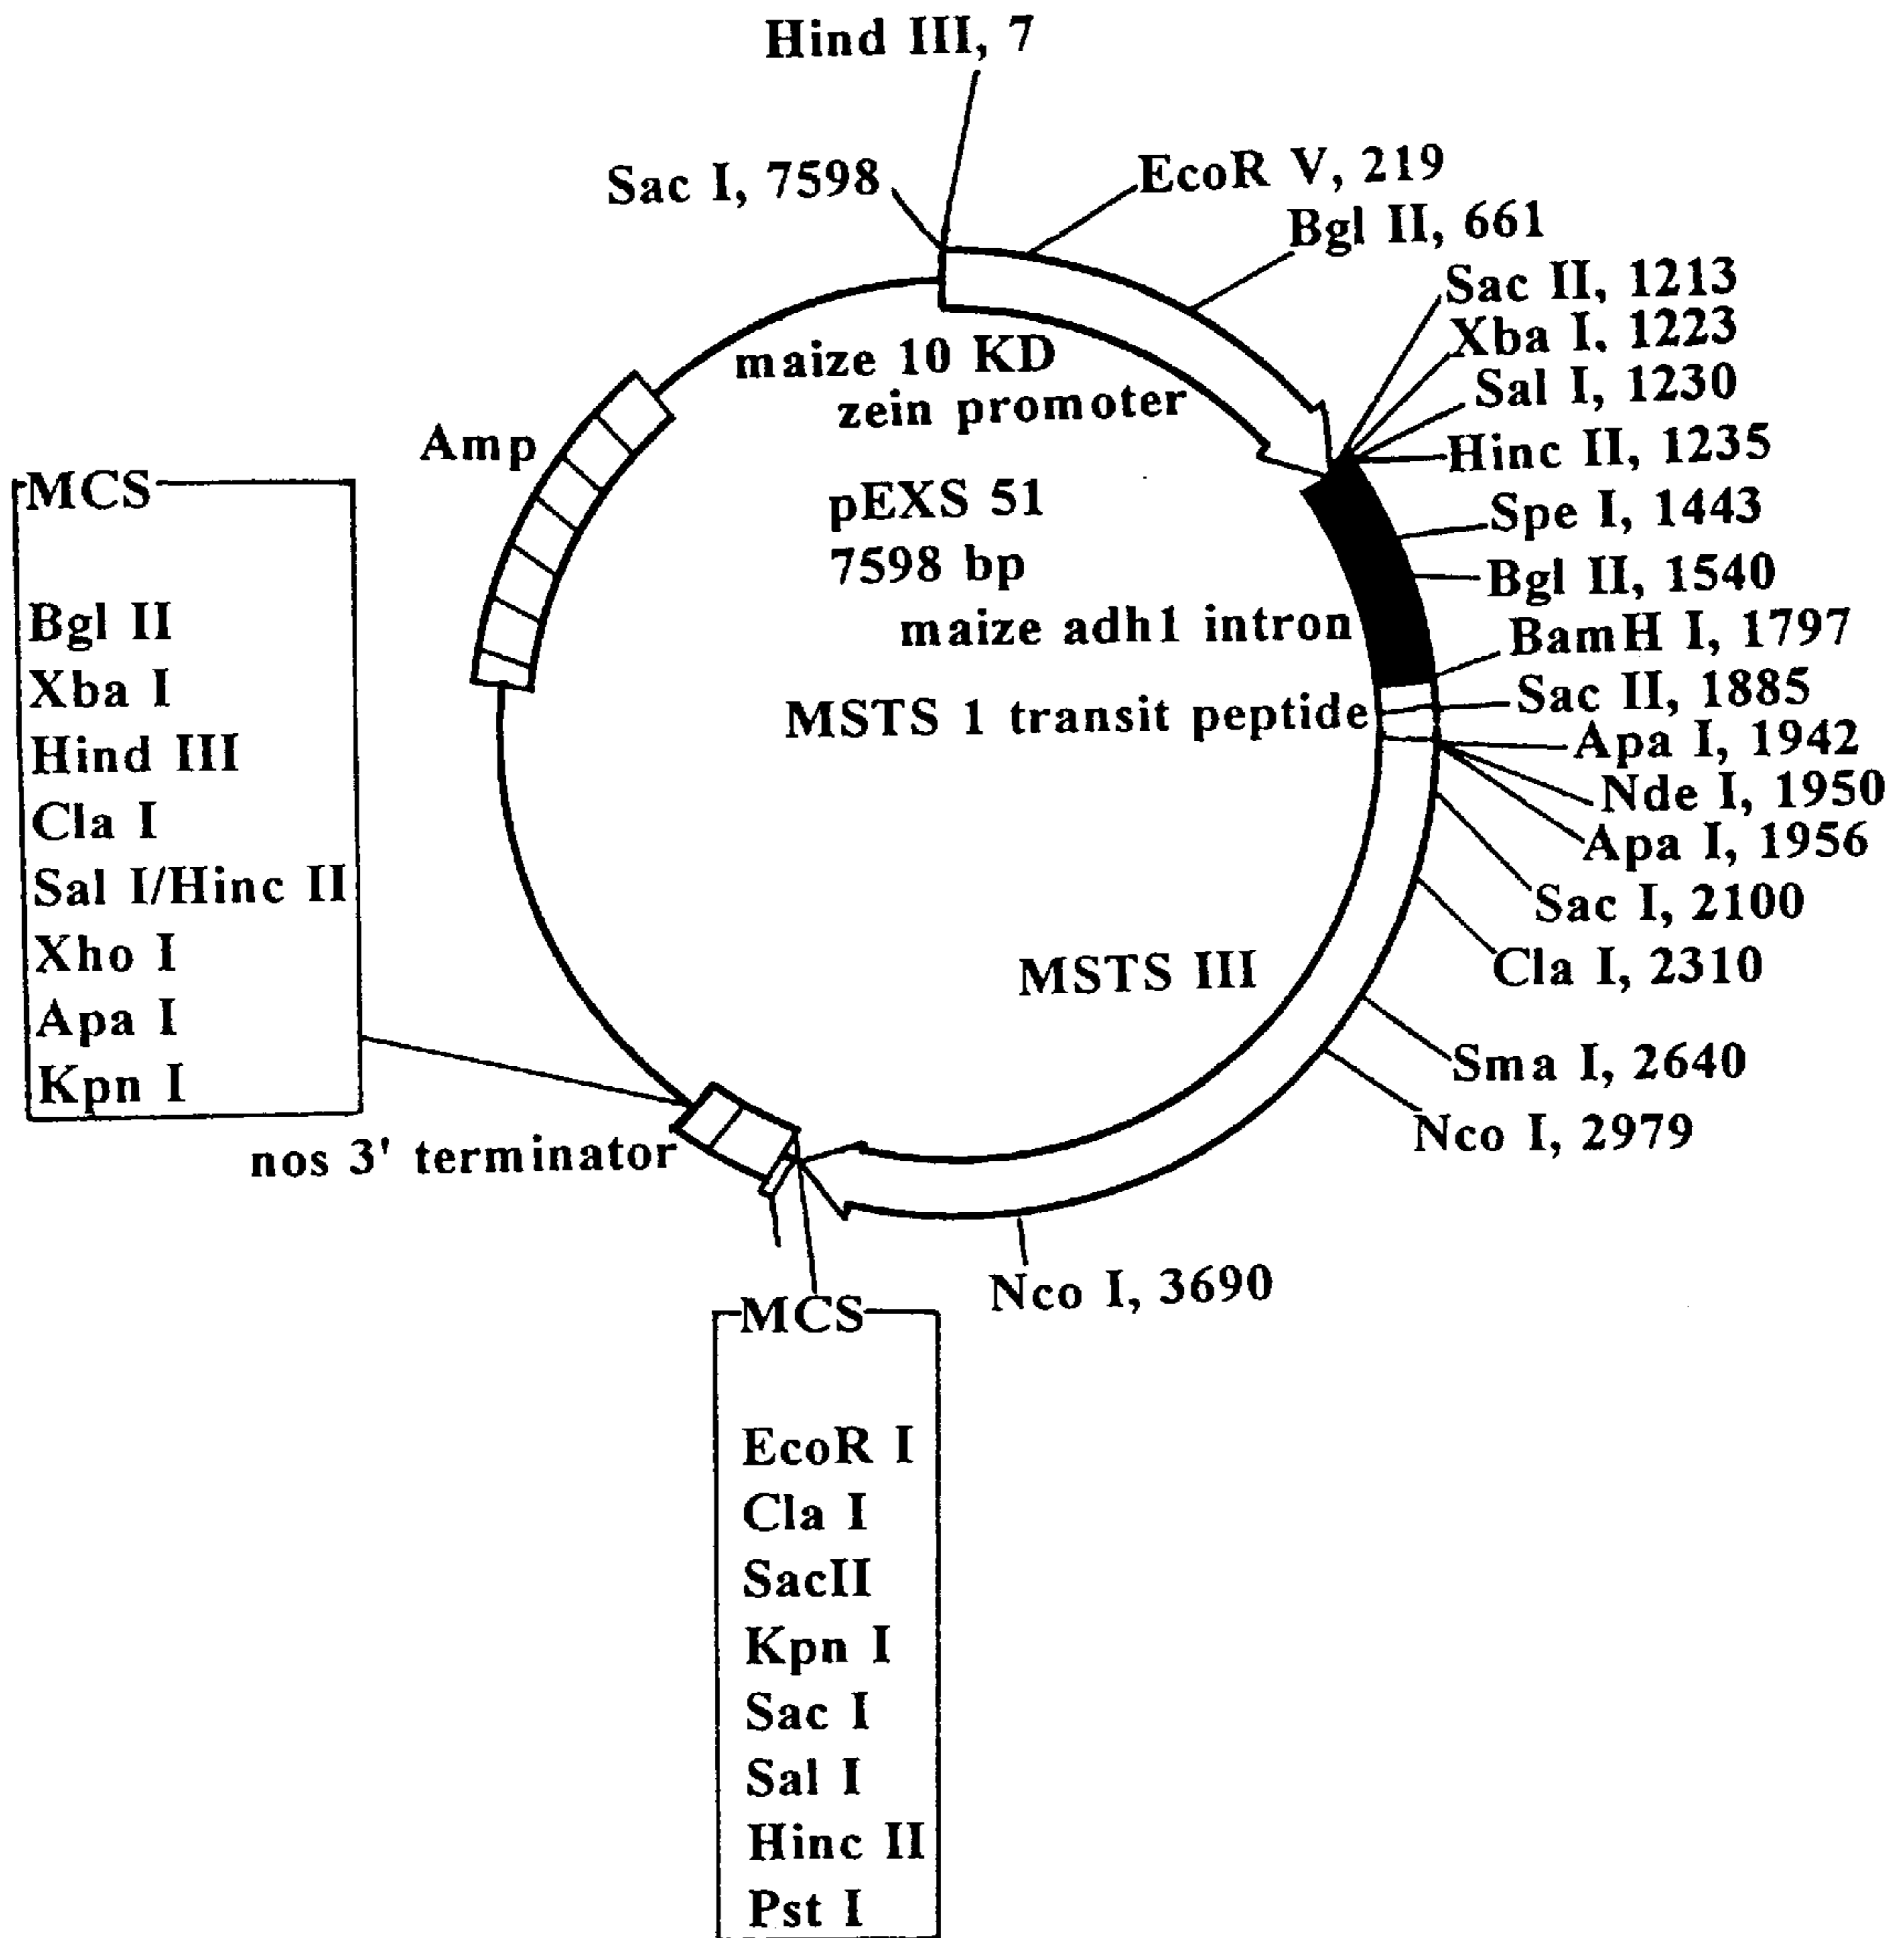 Hind III, 7
Sac I, 7598
EcoR V, 219
Bgl II, 661
Sac II, 1213
Xba I. 1223
Sal I, 1230
Hinc II, 1235
Spe I, 1443
Bgl II, 1540
BamH I, 1797
Sac II, 1885
Apa I, 1942
Nde I, 1950
Apa I, 1956
Sac I, 2100
Cla I, 2310
Sma I, 2640
Nco I, 2979
Nco I, 3690
maize 10 KD
zein promoter
Amp
pEXS 51
7598 bp
maize adh1 intron
MSTS 1 transit peptide
MSTS III
nos 3' terminator
MCS
Bgl II
Xba I
Hind III
Cla I
Sal I/Hinc II
Xho I
Apa I
Kpn I
MCS
EcoR I
Cla I
SacII
Kpn I
Sac I
Sal I
Hinc II
Pst I